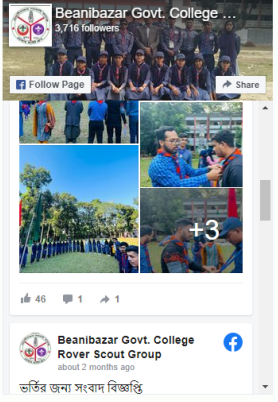 Beanibazar Govt. College ...
3,716 followers
Follow Page
Share
+3
46
1
1
Beanibazar Govt. College
Rover Scout Group
about 2 months ago
ভর্তির জন্য সংবাদ বিজ্ঞপ্তি